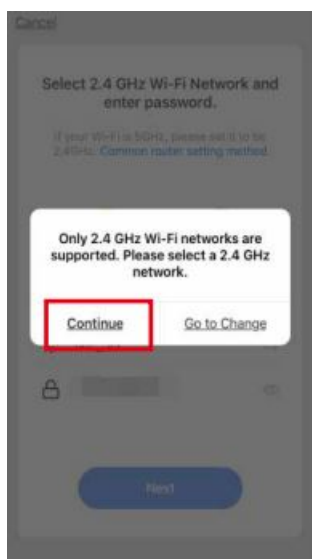 Cancel
Select 2.4 GHz Wi-Fi Network and
enter password.
If your Wi-Fi is 5GHz, please set it to be
2.4GHz. Common router setting method
Only 2.4 GHz Wi-Fi networks are
supported. Please select a 2.4 GHz
network.
Continue
Go to Change
Next